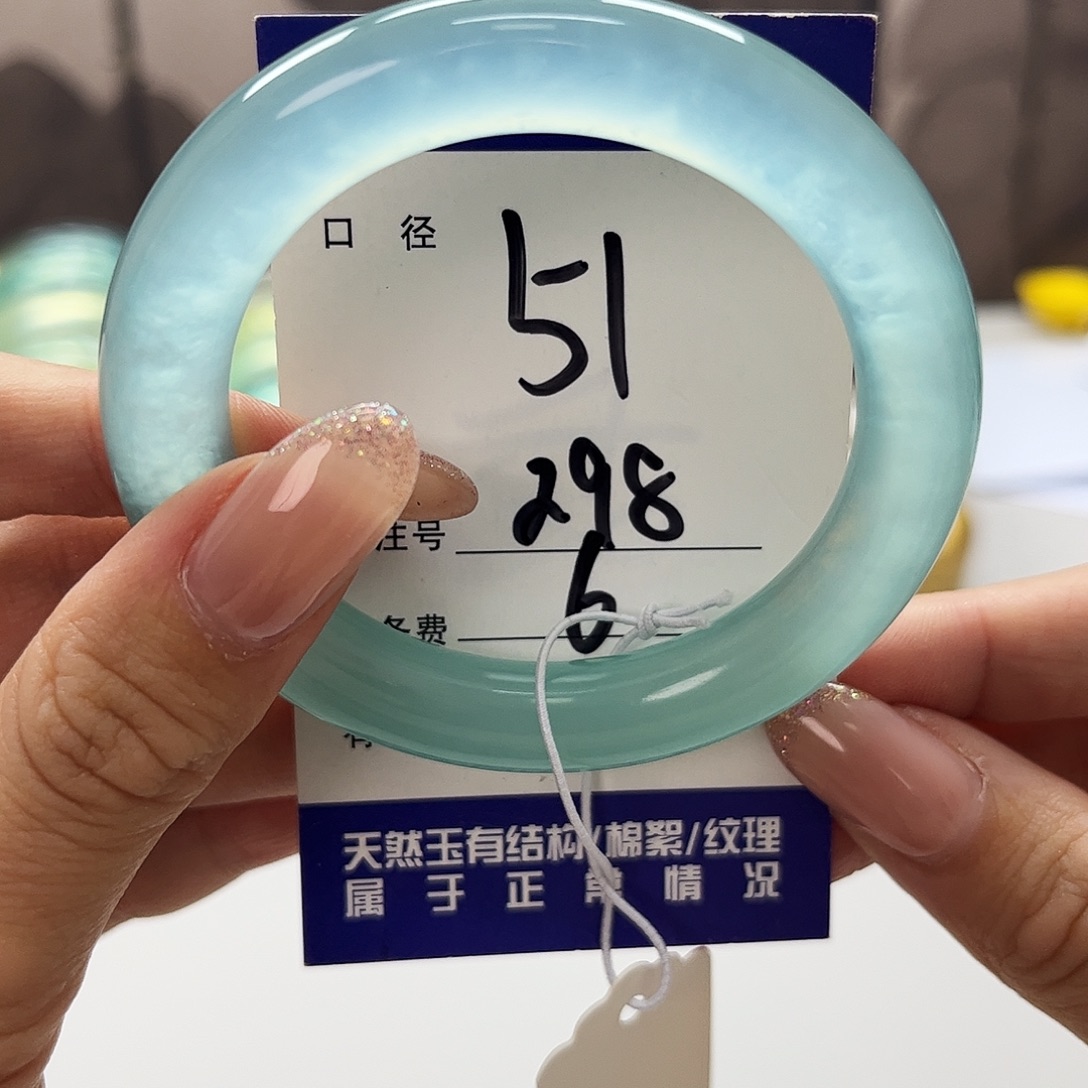 口 径 51
298
注号
务费 6
天然玉有结构/棉絮/纹理
属 于 正 常 情 况